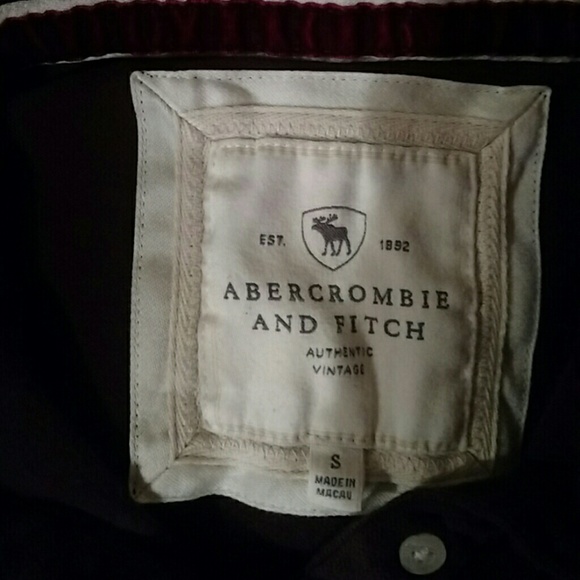 EST. 1892
ABERCROMBIE
AND FITCH
AUTHENTIC
VINTAGE
S
MADE IN
MACAU